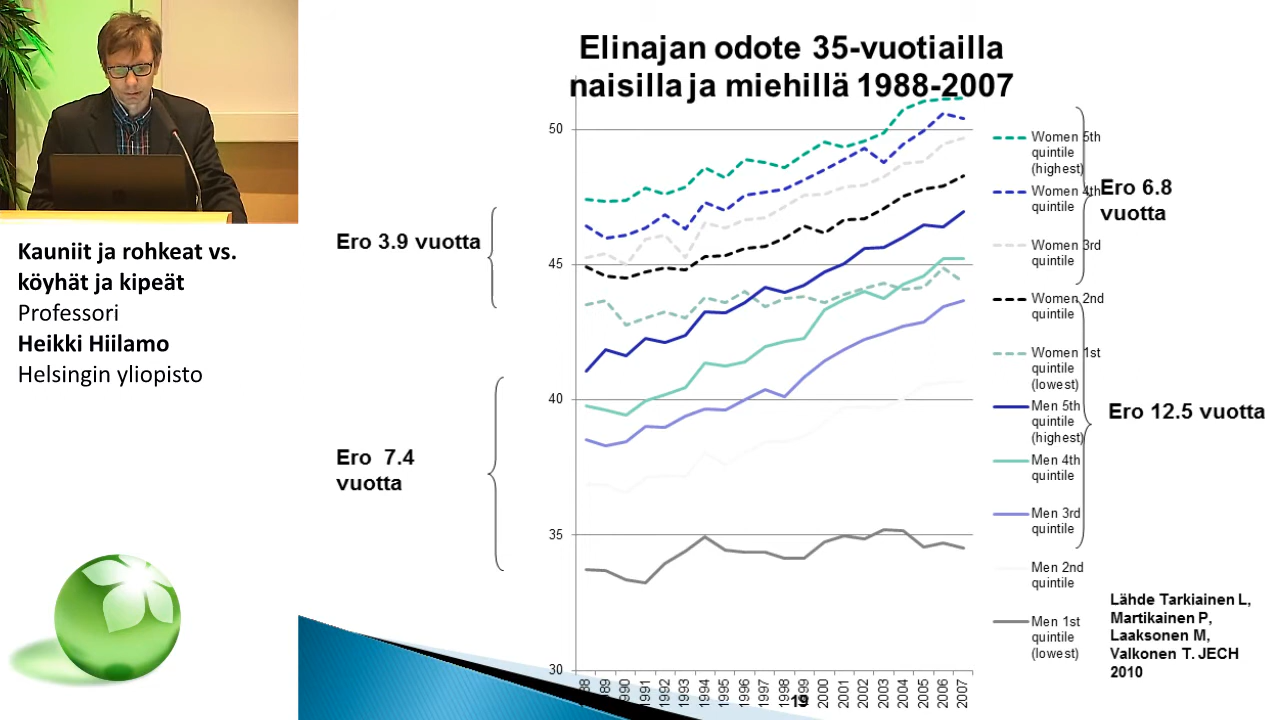 Elinajan odote 35-vuotiailla
naisilla ja miehillä 1988-2007
Kauniit ja rohkeat vs.
köyhät ja kipeät
Professori
Heikki Hiilamo
Helsingin yliopisto
Ero 3.9 vuotta
Ero 7.4
vuotta
50
45
40
35
30
1991
1992
1993
1994
1995
1996
1997
1998
1999
2000
2001
2002
2003
2004
2005
2006
2007
19
Women 5th
quintile
(highest)
Women 4th
quintile
Women 3rd
quintile
Women 2nd
quintile
Women 1st
quintile
(lowest)
Men 5th
quintile
(highest)
Men 4th
quintile
Men 3rd
quintile
Men 2nd
quintile
Men 1st
quintile
(lowest)
Ero 6.8
vuotta
Ero 12.5 vuotta
Lähde Tarkiainen L,
Martikainen P,
Laaksonen M,
Valkonen T. JECH
2010